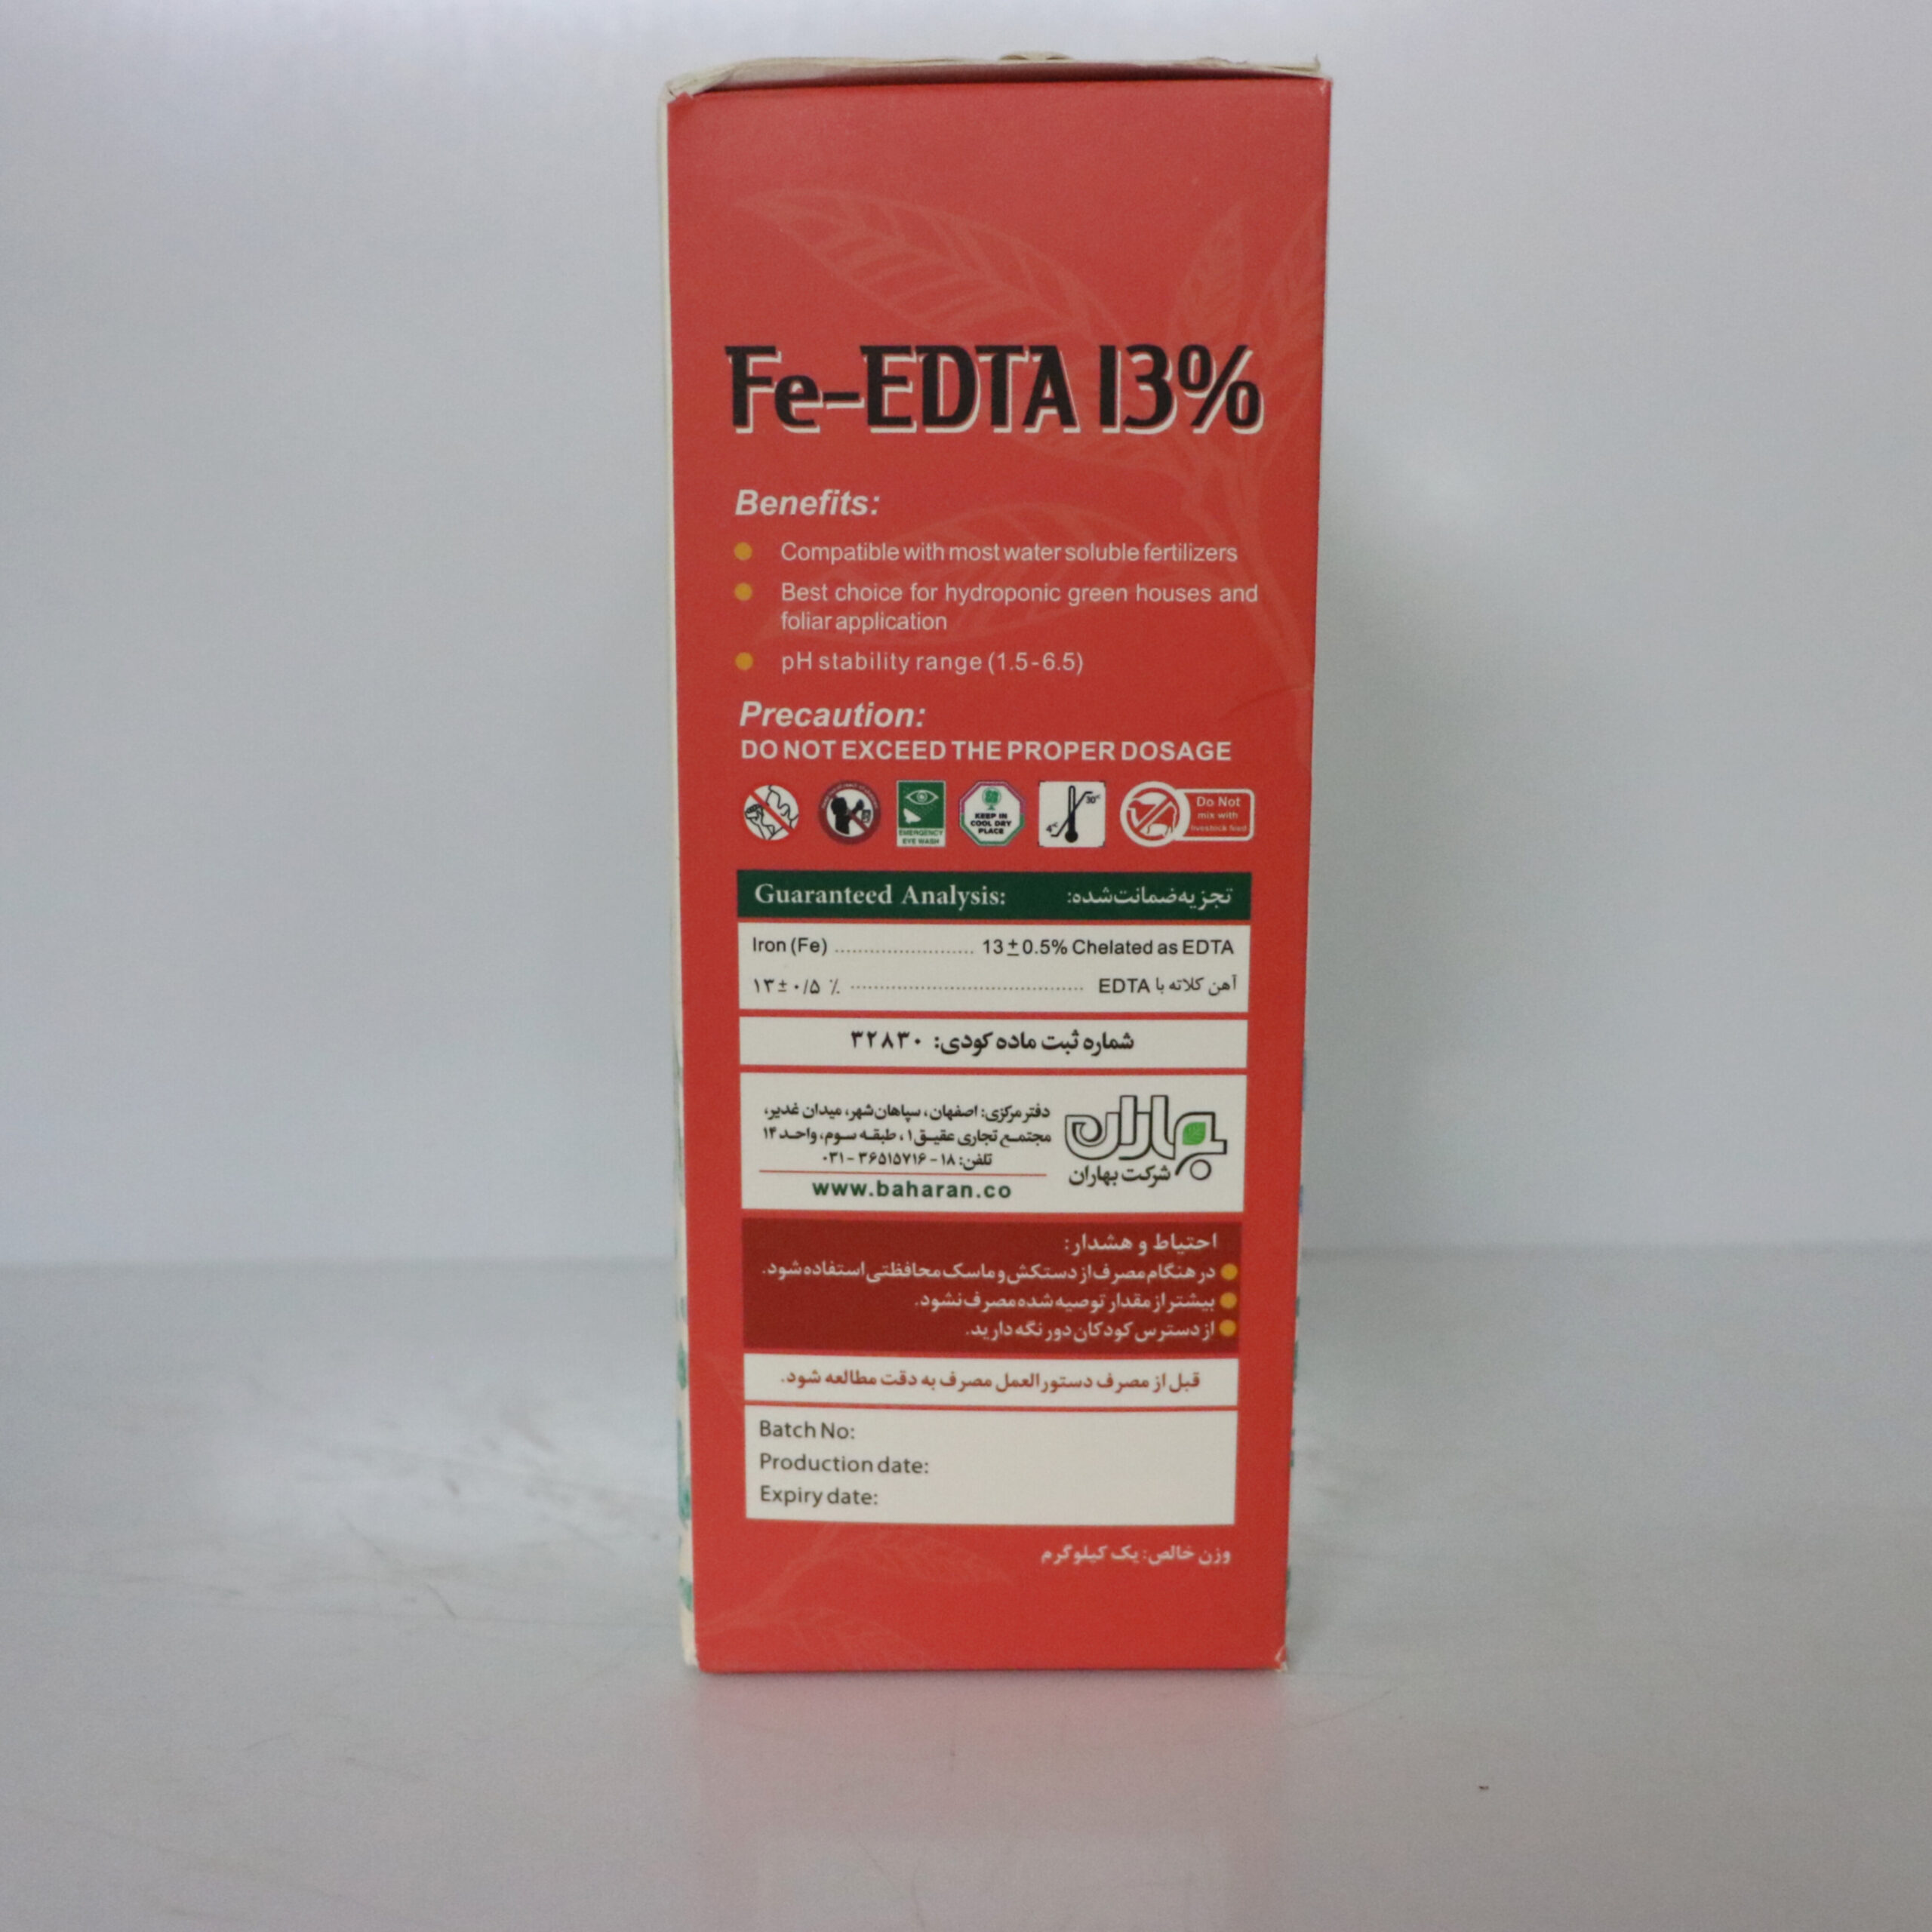 Fe-EDTA 13%
Benefits:
Compatible with most water soluble fertilizers
Best choice for hydroponic green houses and
foliar application
pH stability range (1.5-6.5)
Precaution:
DO NOT EXCEED THE PROPER DOSAGE
EMERGENCY
EYE WASH
KEEP IN
COOL DRY
PLACE
4°C
30°C
Do Not
mix with
livestock food
Guaranteed Analysis:
تجزیه ضمانت شده:
Iron (Fe) ........................ 13±0.5% Chelated as EDTA
آهن کلاته با EDTA ........................................ ۱۳±۰/۵ ٪
شماره ثبت ماده کودی: ۳۲۸۳۰
بهاران
شرکت بهاران
دفتر مرکزی: اصفهان، سپاهان‌شهر، میدان غدیر،
مجتمع تجاری عقیق ۱، طبقه سوم، واحد ۱۴
تلفن: ۱۸ - ۳۶۵۱۵۷۱۶ - ۰۳۱
www.baharan.co
احتیاط و هشدار:
در هنگام مصرف از دستکش و ماسک محافظتی استفاده شود.
بیشتر از مقدار توصیه شده مصرف نشود.
از دسترس کودکان دور نگه دارید.
قبل از مصرف دستورالعمل مصرف به دقت مطالعه شود.
Batch No:
Production date:
Expiry date:
وزن خالص: یک کیلوگرم